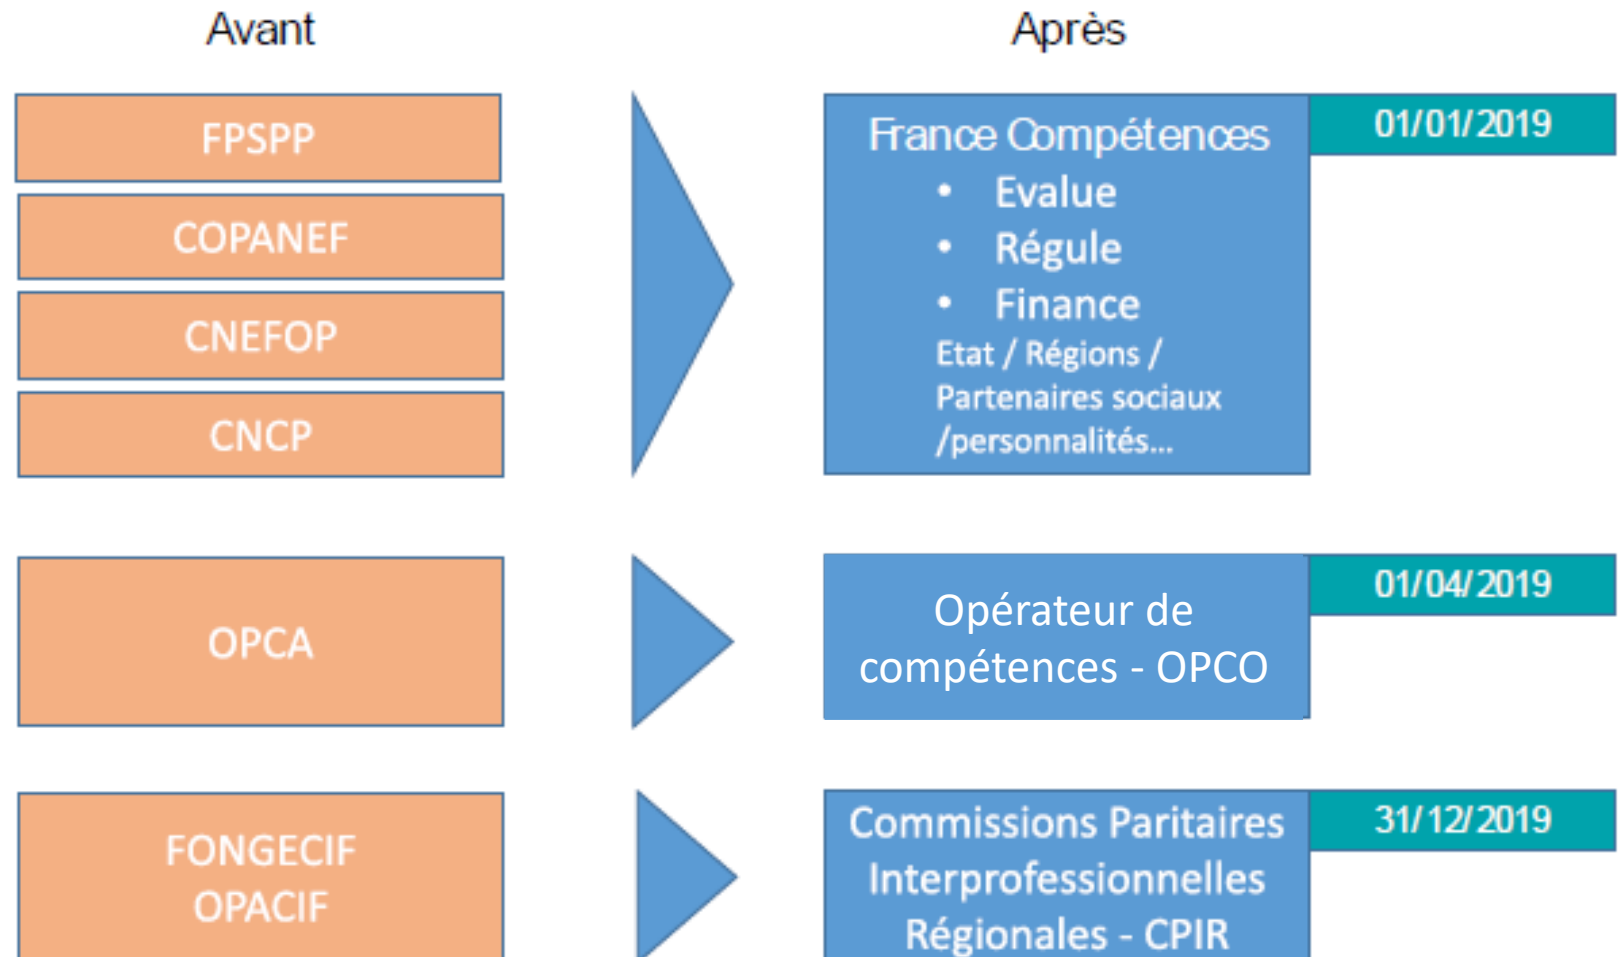 Avant
Après
FPSPP
COPANEF
CNEFOP
CNCP
France Compétences
• Evalue
• Régule
• Finance
Etat / Régions /
Partenaires sociaux
/personnalités...
01/01/2019
OPCA
Opérateur de
compétences - OPCO
01/04/2019
FONGECIF
OPACIF
Commissions Paritaires
Interprofessionnelles
Régionales - CPIR
31/12/2019